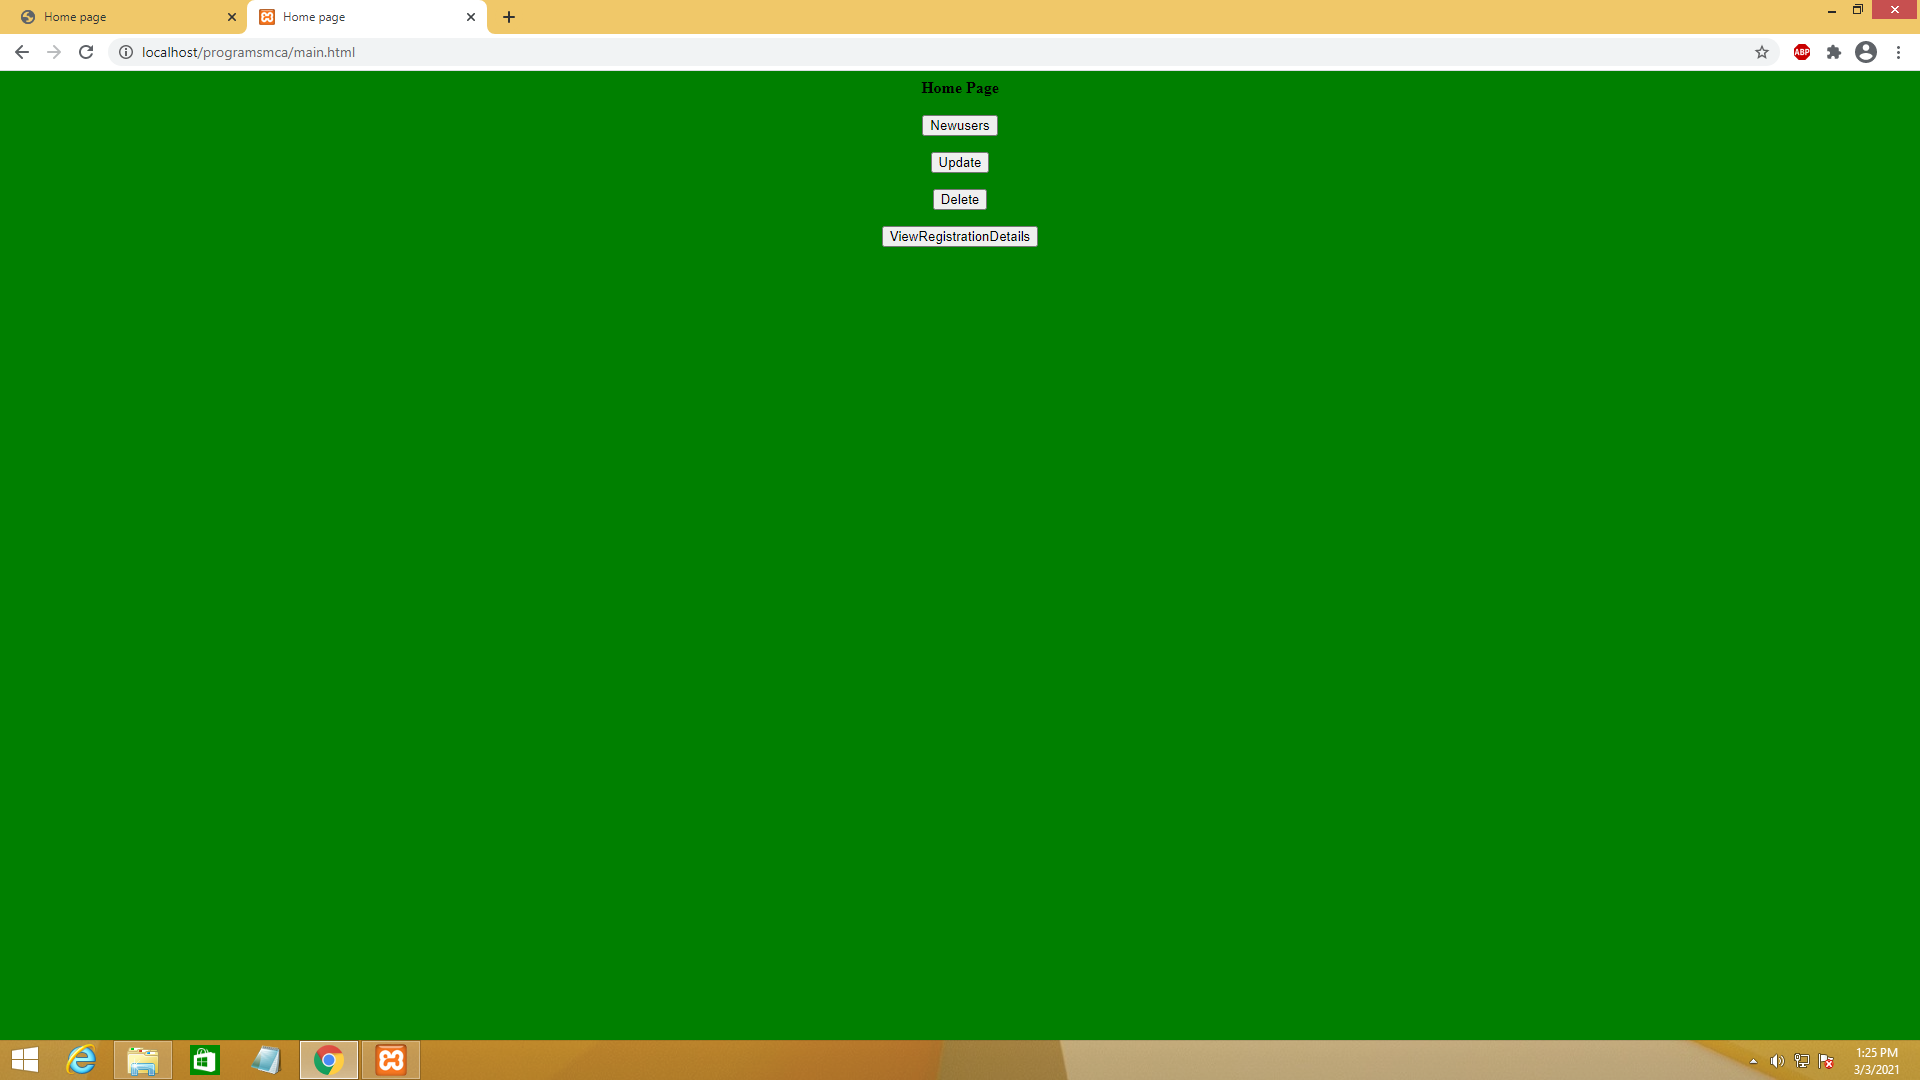 Home page
Home page
localhost/programsmca/main.html
ABP
Home Page
Newusers
Update
Delete
ViewRegistrationDetails
1:25 PM
3/3/2021